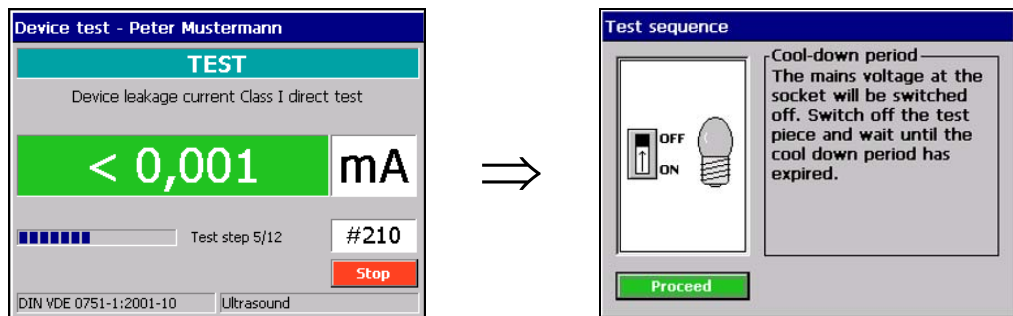 Device test - Peter Mustermann
TEST
Device leakage current Class I direct test
< 0,001 mA
Test step 5/12 #210
Stop
DIN VDE 0751-1:2001-10 Ultrasound
⇒
Test sequence
OFF
ON
Cool-down period
The mains voltage at the
socket will be switched
off. Switch off the test
piece and wait until the
cool down period has
expired.
Proceed